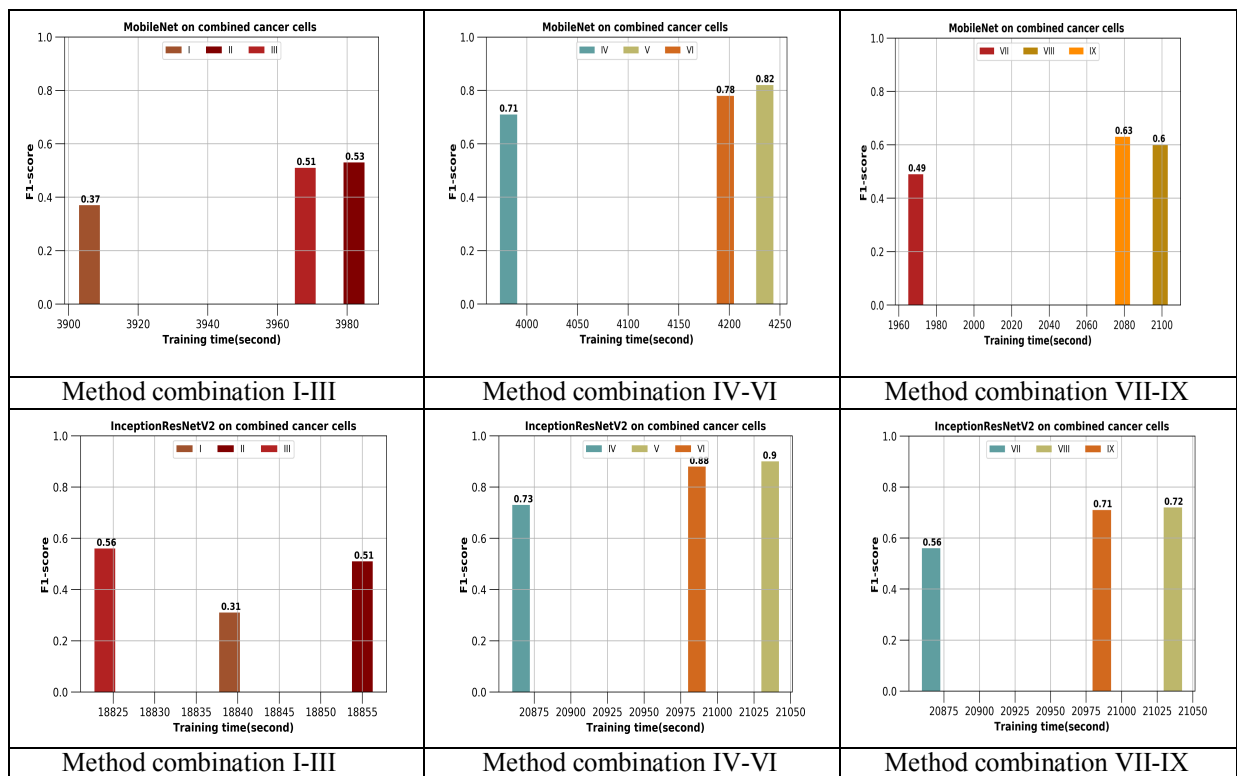 MobileNet on combined cancer cells
I II III
1.0
0.8
0.6
0.4
0.2
0.0
F1-score
0.37
0.51
0.53
3900 3920 3940 3960 3980
Training time(second)
MobileNet on combined cancer cells
IV V VI
1.0
0.8
0.6
0.4
0.2
0.0
F1-score
0.71
0.78
0.82
4000 4050 4100 4150 4200 4250
Training time(second)
MobileNet on combined cancer cells
VII VIII IX
1.0
0.8
0.6
0.4
0.2
0.0
F1-score
0.49
0.63
0.6
1960 1980 2000 2020 2040 2060 2080 2100
Training time(second)
Method combination I-III
Method combination IV-VI
Method combination VII-IX
InceptionResNetV2 on combined cancer cells
I II III
1.0
0.8
0.6
0.4
0.2
0.0
F1-score
0.56
0.31
0.51
18825 18830 18835 18840 18845 18850 18855
Training time(second)
InceptionResNetV2 on combined cancer cells
IV V VI
1.0
0.8
0.6
0.4
0.2
0.0
F1-score
0.73
0.88
0.9
20875 20900 20925 20950 20975 21000 21025 21050
Training time(second)
InceptionResNetV2 on combined cancer cells
VII VIII IX
1.0
0.8
0.6
0.4
0.2
0.0
F1-score
0.56
0.71
0.72
20875 20900 20925 20950 20975 21000 21025 21050
Training time(second)
Method combination I-III
Method combination IV-VI
Method combination VII-IX